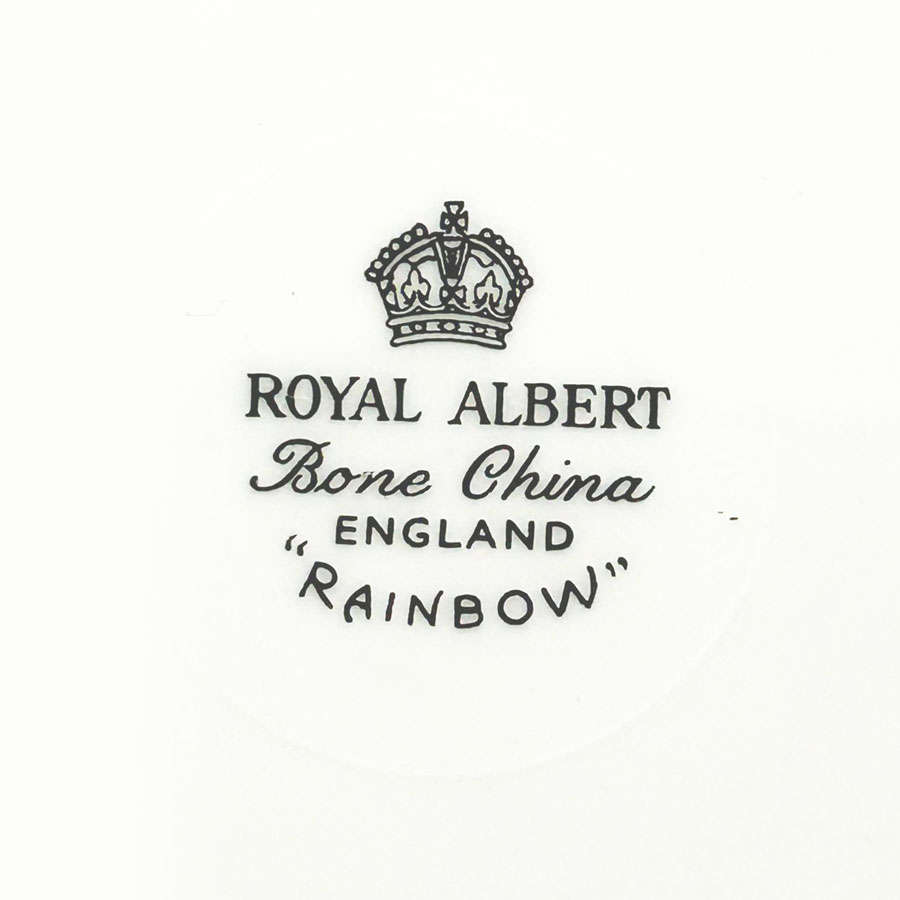 ROYAL ALBERT
Bone China
ENGLAND
"RAINBOW"